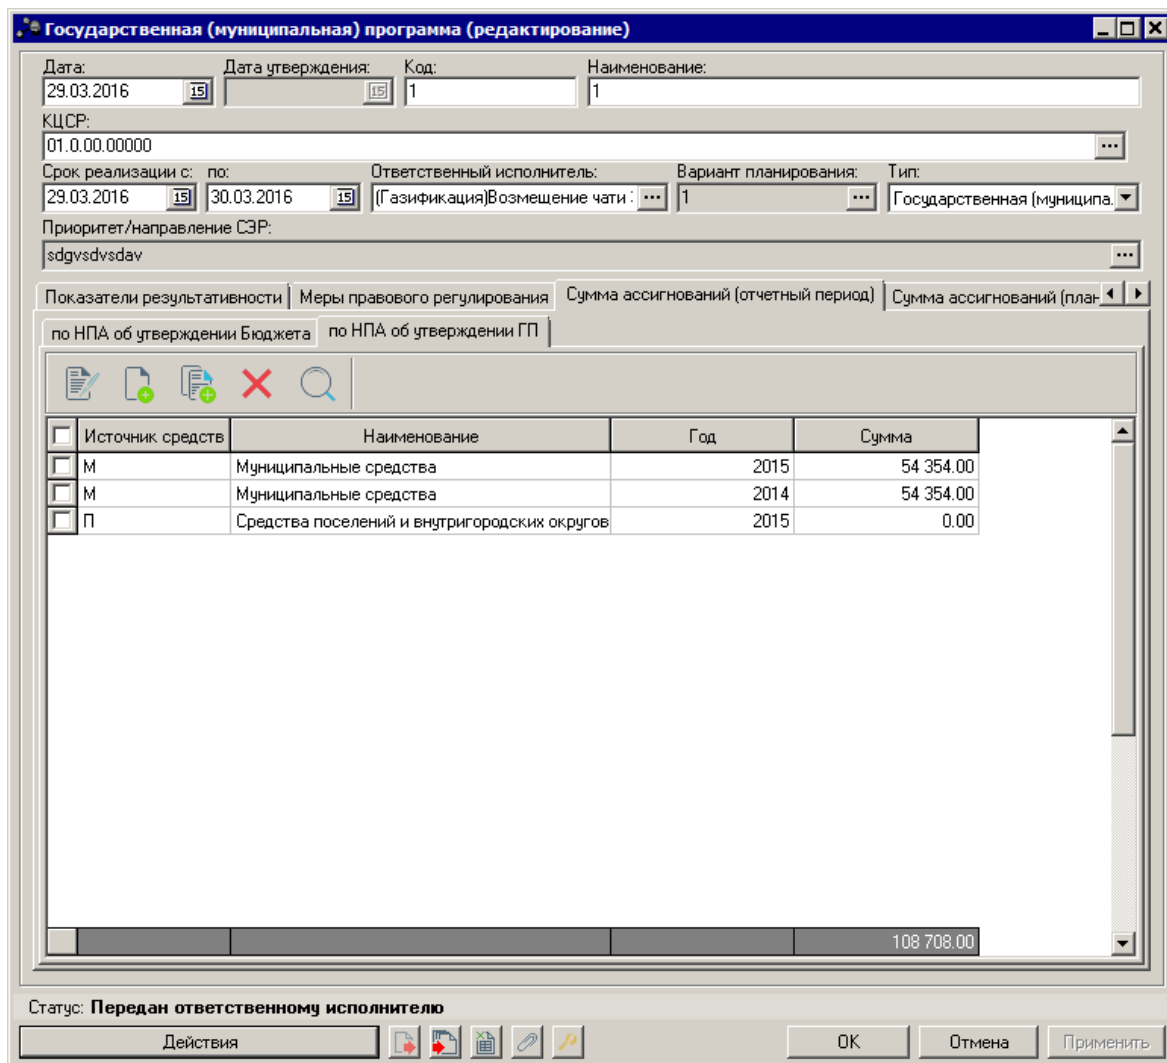 Государственная (муниципальная) программа (редактирование)
Дата: Дата утверждения: Код: Наименование:
29.03.2016 15 15 1 1
КЦСР:
01.0.00.00000 ...
Срок реализации с: по: Ответственный исполнитель: Вариант планирования: Тип:
29.03.2016 15 30.03.2016 15 (Газификация)Возмещение чати ... 1 ... Государственная (муниципа.
Приоритет/направление СЭР:
sdgvsdvsdav ...
Показатели результативности Меры правового регулирования Сумма ассигнований (отчетный период) Сумма ассигнований (план
по НПА об утверждении Бюджета по НПА об утверждении ГП
Источник средств Наименование Год Сумма
М Муниципальные средства 2015 54 354.00
М Муниципальные средства 2014 54 354.00
П Средства поселений и внутригородских округов 2015 0.00
108 708.00
Статус: Передан ответственному исполнителю
Действия OK Отмена Применить